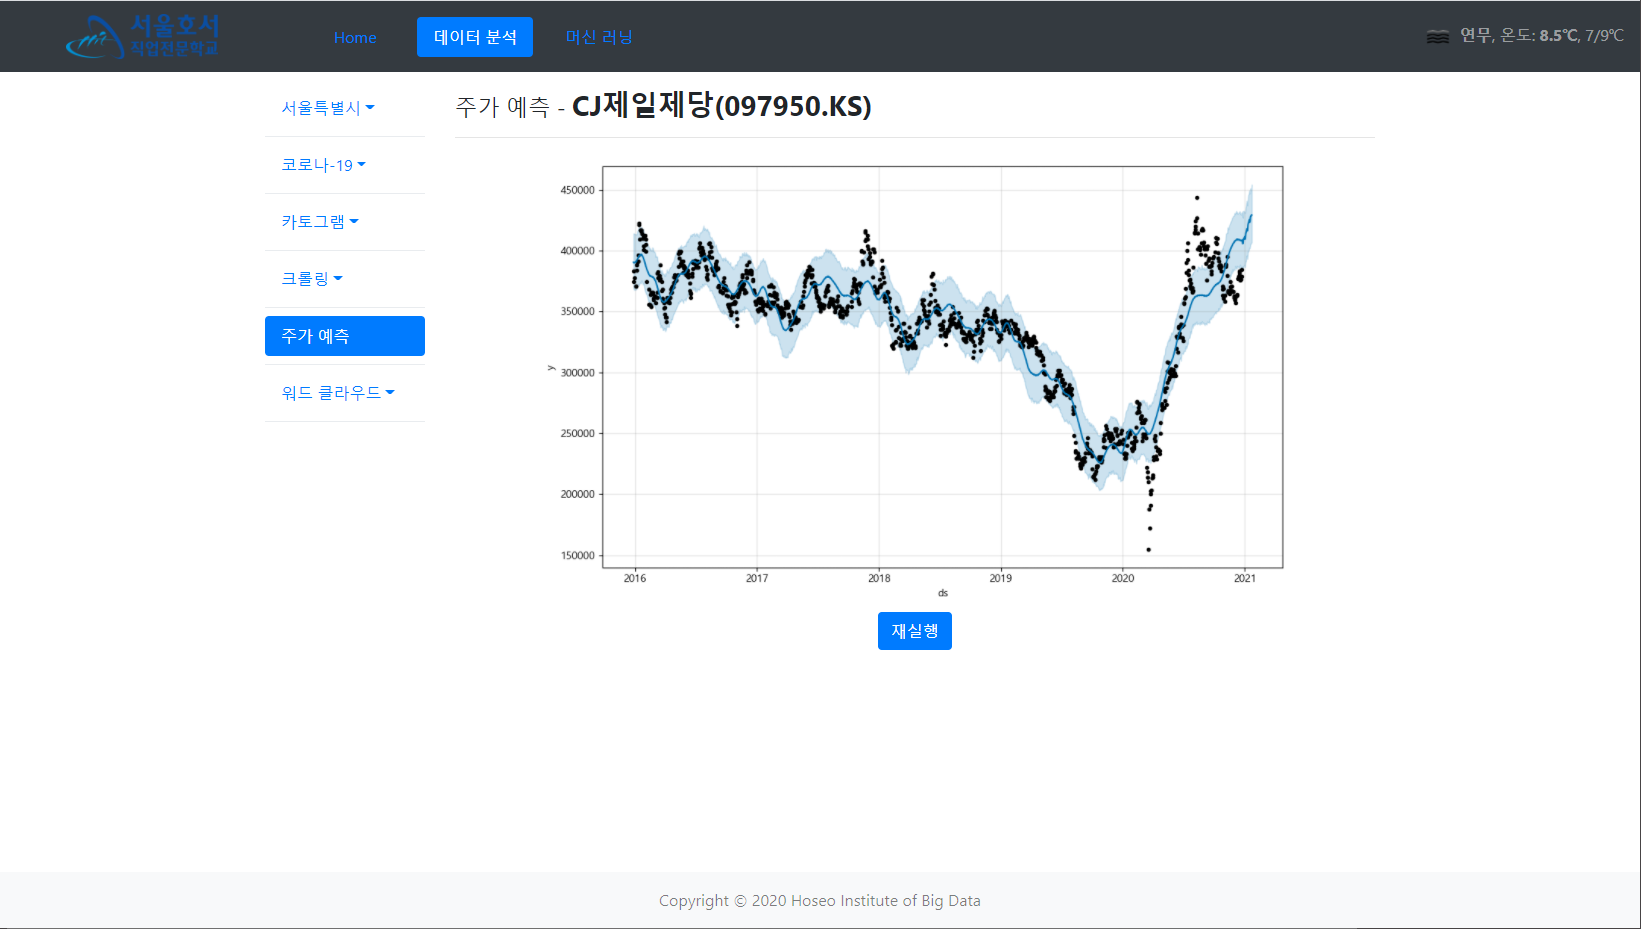 서울호서
직업전문학교
Home 데이터 분석 머신 러닝 연무, 온도: 8.5℃, 7/9℃
서울특별시
코로나-19
카토그램
크롤링
주가 예측
워드 클라우드
주가 예측 - CJ제일제당(097950.KS)
450000
400000
350000
300000
250000
200000
150000
y
2016 2017 2018 2019 2020 2021
ds
재실행
Copyright © 2020 Hoseo Institute of Big Data